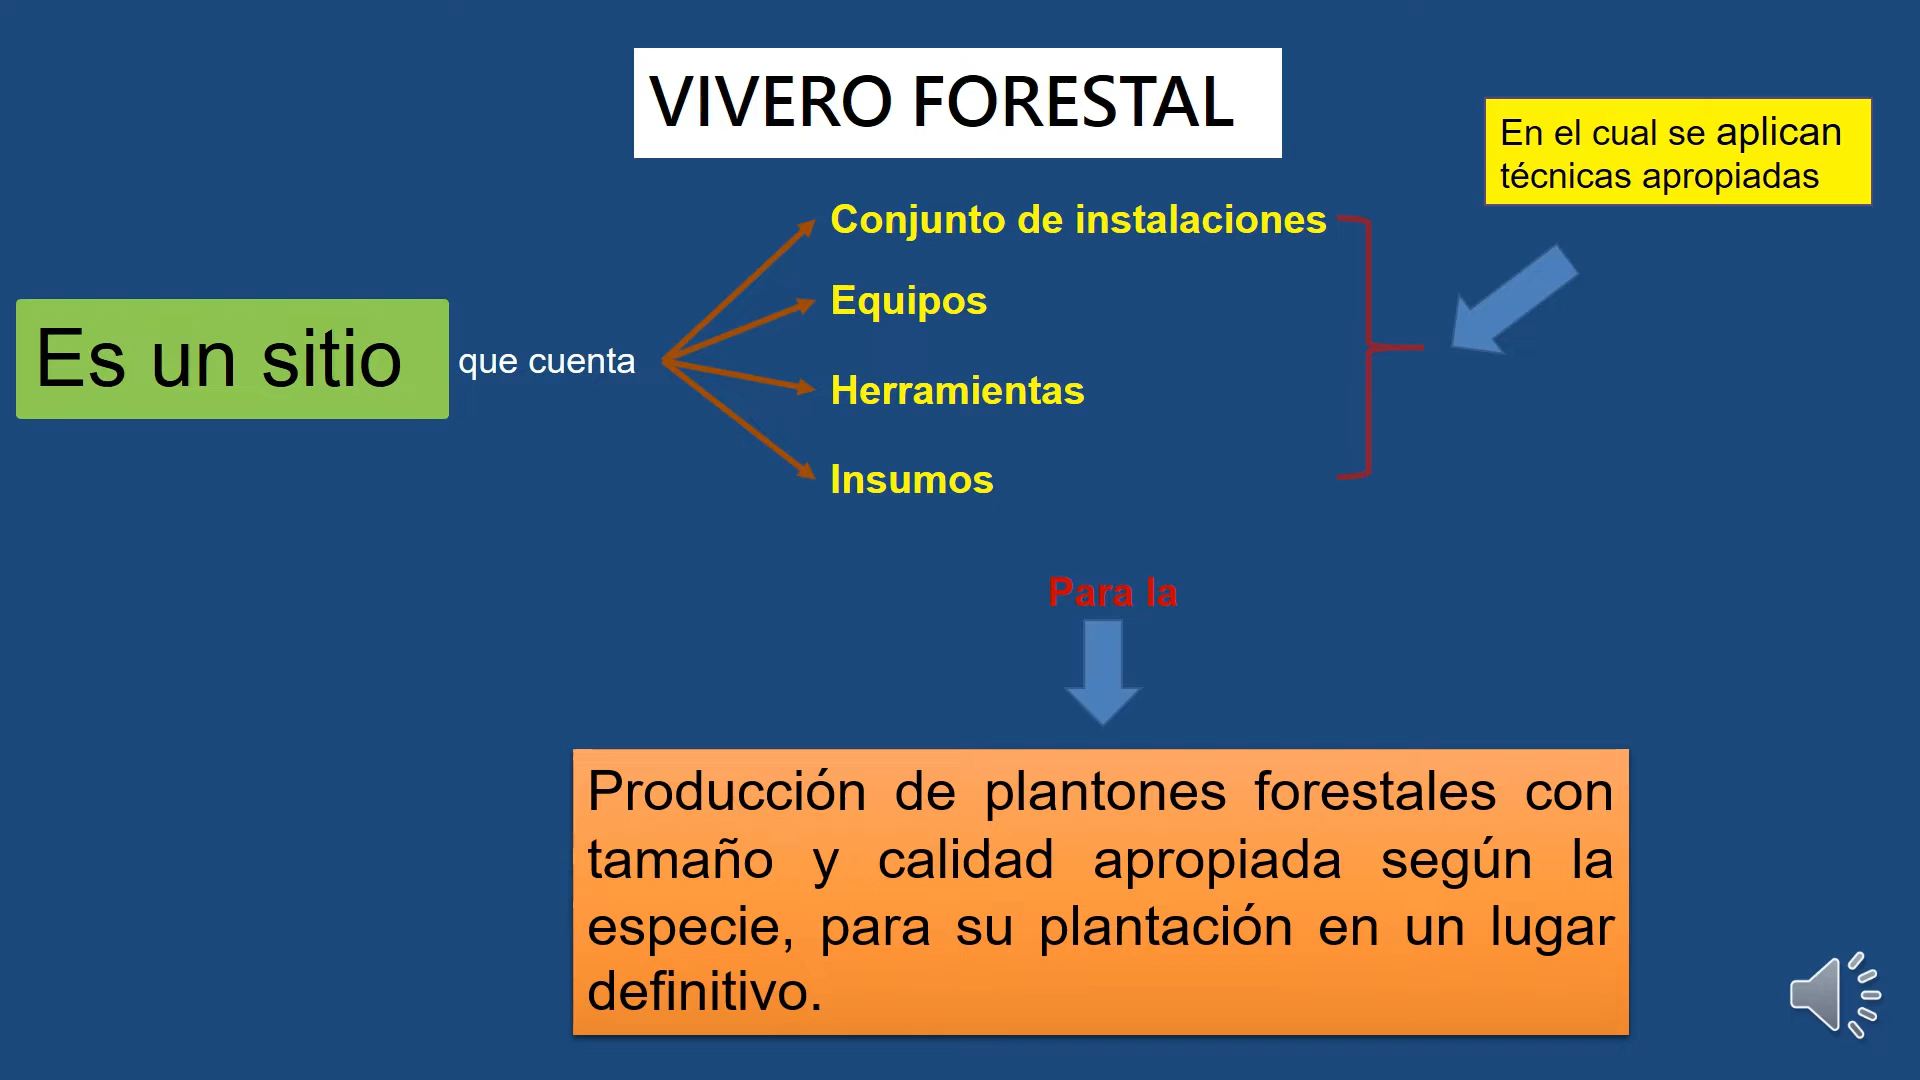 VIVERO FORESTAL
En el cual se aplican
técnicas apropiadas
Es un sitio
que cuenta
Conjunto de instalaciones
Equipos
Herramientas
Insumos
Para la
Producción de plantones forestales con
tamaño y calidad apropiada según la
especie, para su plantación en un lugar
definitivo.